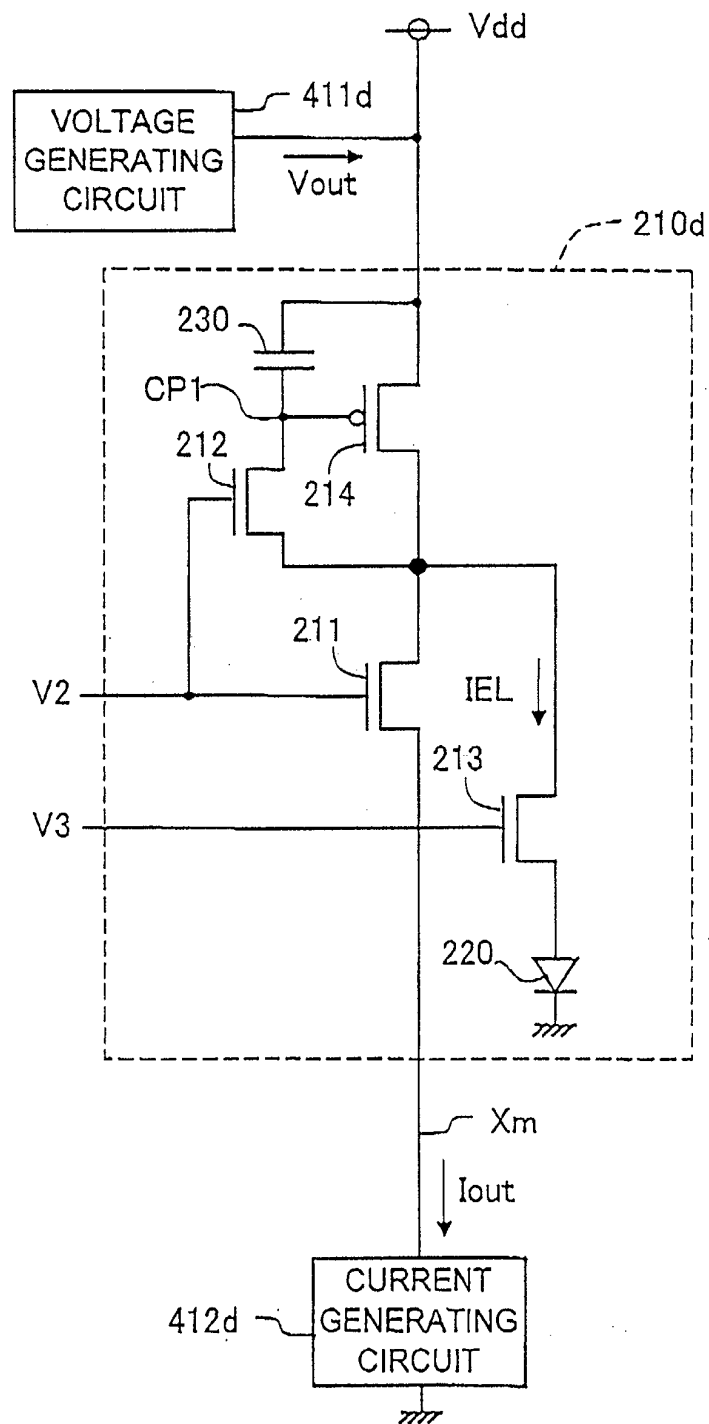 Vdd
411d
VOLTAGE
GENERATING
CIRCUIT
Vout
210d
230
CP1
212
214
211
V2
IEL
213
V3
220
Xm
Iout
CURRENT
GENERATING
CIRCUIT
412d